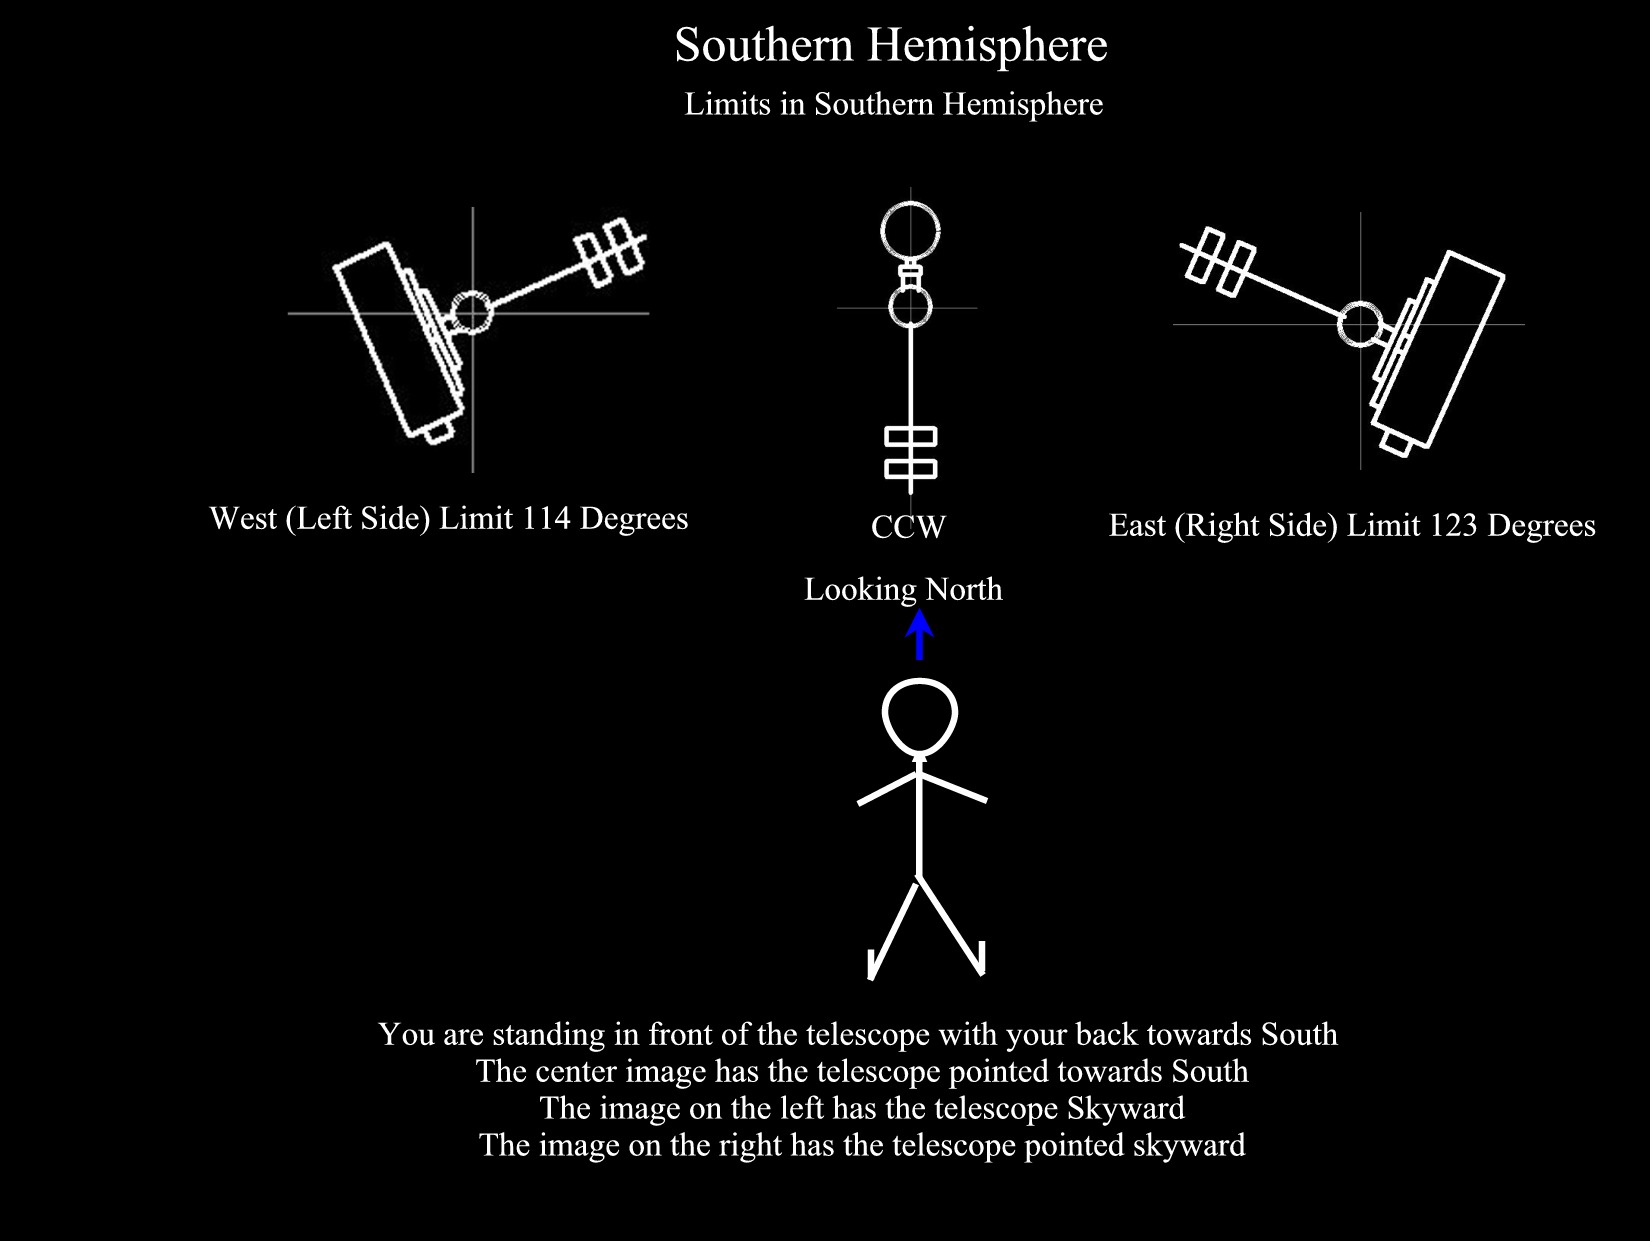 Southern Hemisphere
Limits in Southern Hemisphere
West (Left Side) Limit 114 Degrees
CCW
East (Right Side) Limit 123 Degrees
Looking North
You are standing in front of the telescope with your back towards South
The center image has the telescope pointed towards South
The image on the left has the telescope Skyward
The image on the right has the telescope pointed skyward